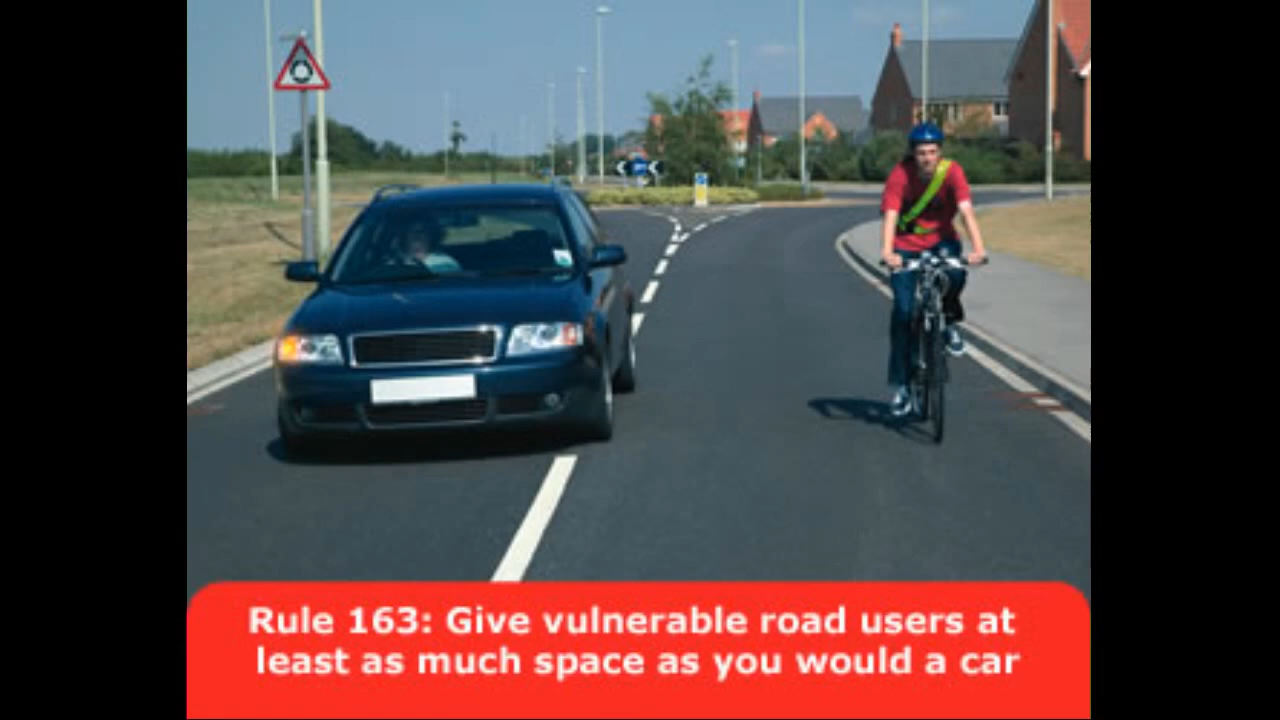 Rule 163: Give vulnerable road users at
least as much space as you would a car